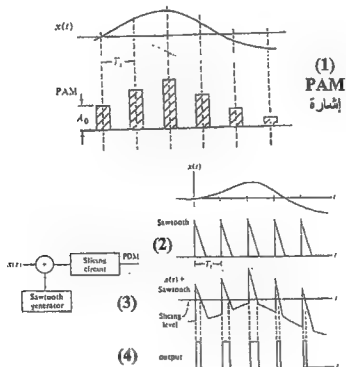 x(t)
T_s
(1)
PAM
PAM
إشارة
A_0
x(t)
t
Sawtooth
(2)
t
T_s
x(t)
+
Slicing
circuit
PDM
x(t) +
Sawtooth
t
Sawtooth
generator
(3)
Slicing
level
(4)
output
t